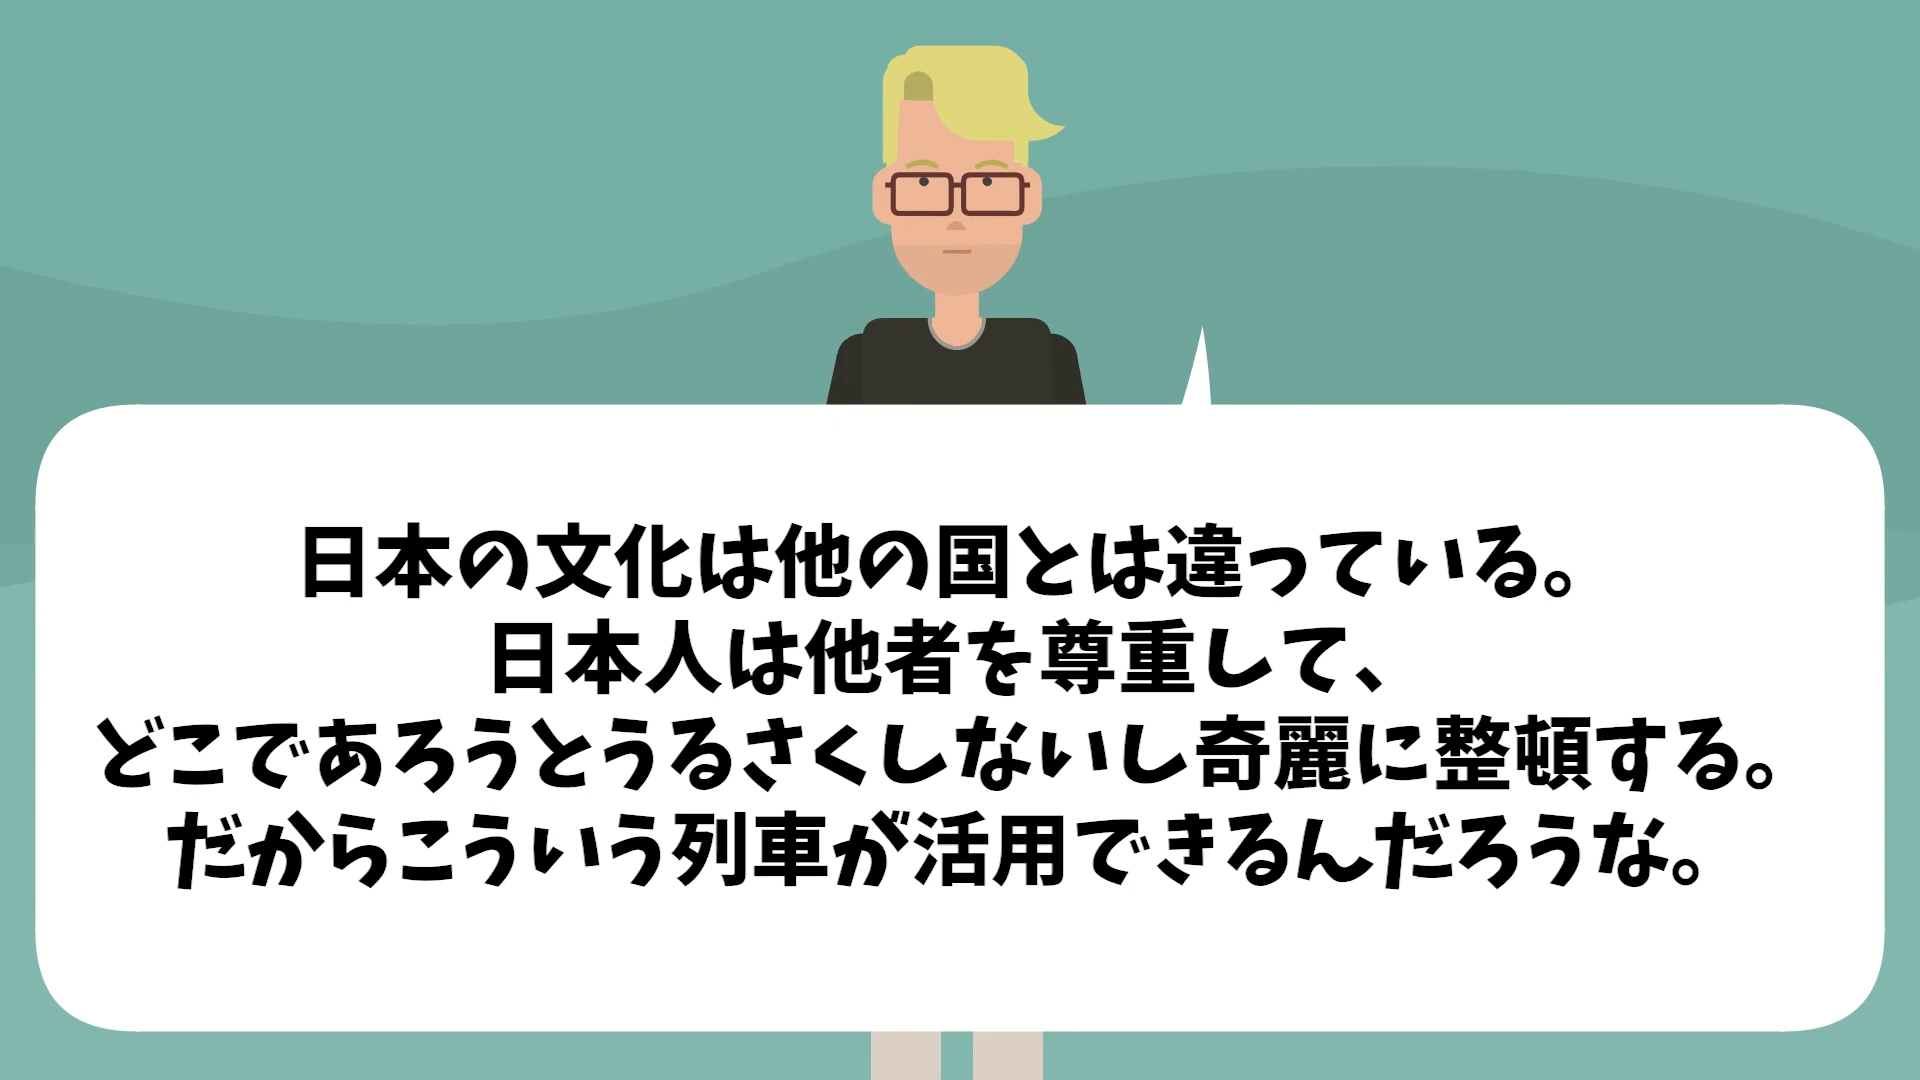 日本の文化は他の国とは違っている。
日本人は他者を尊重して、
どこであろうとうるさくしないし奇麗に整頓する。
だからこういう列車が活用できるんだろうな。